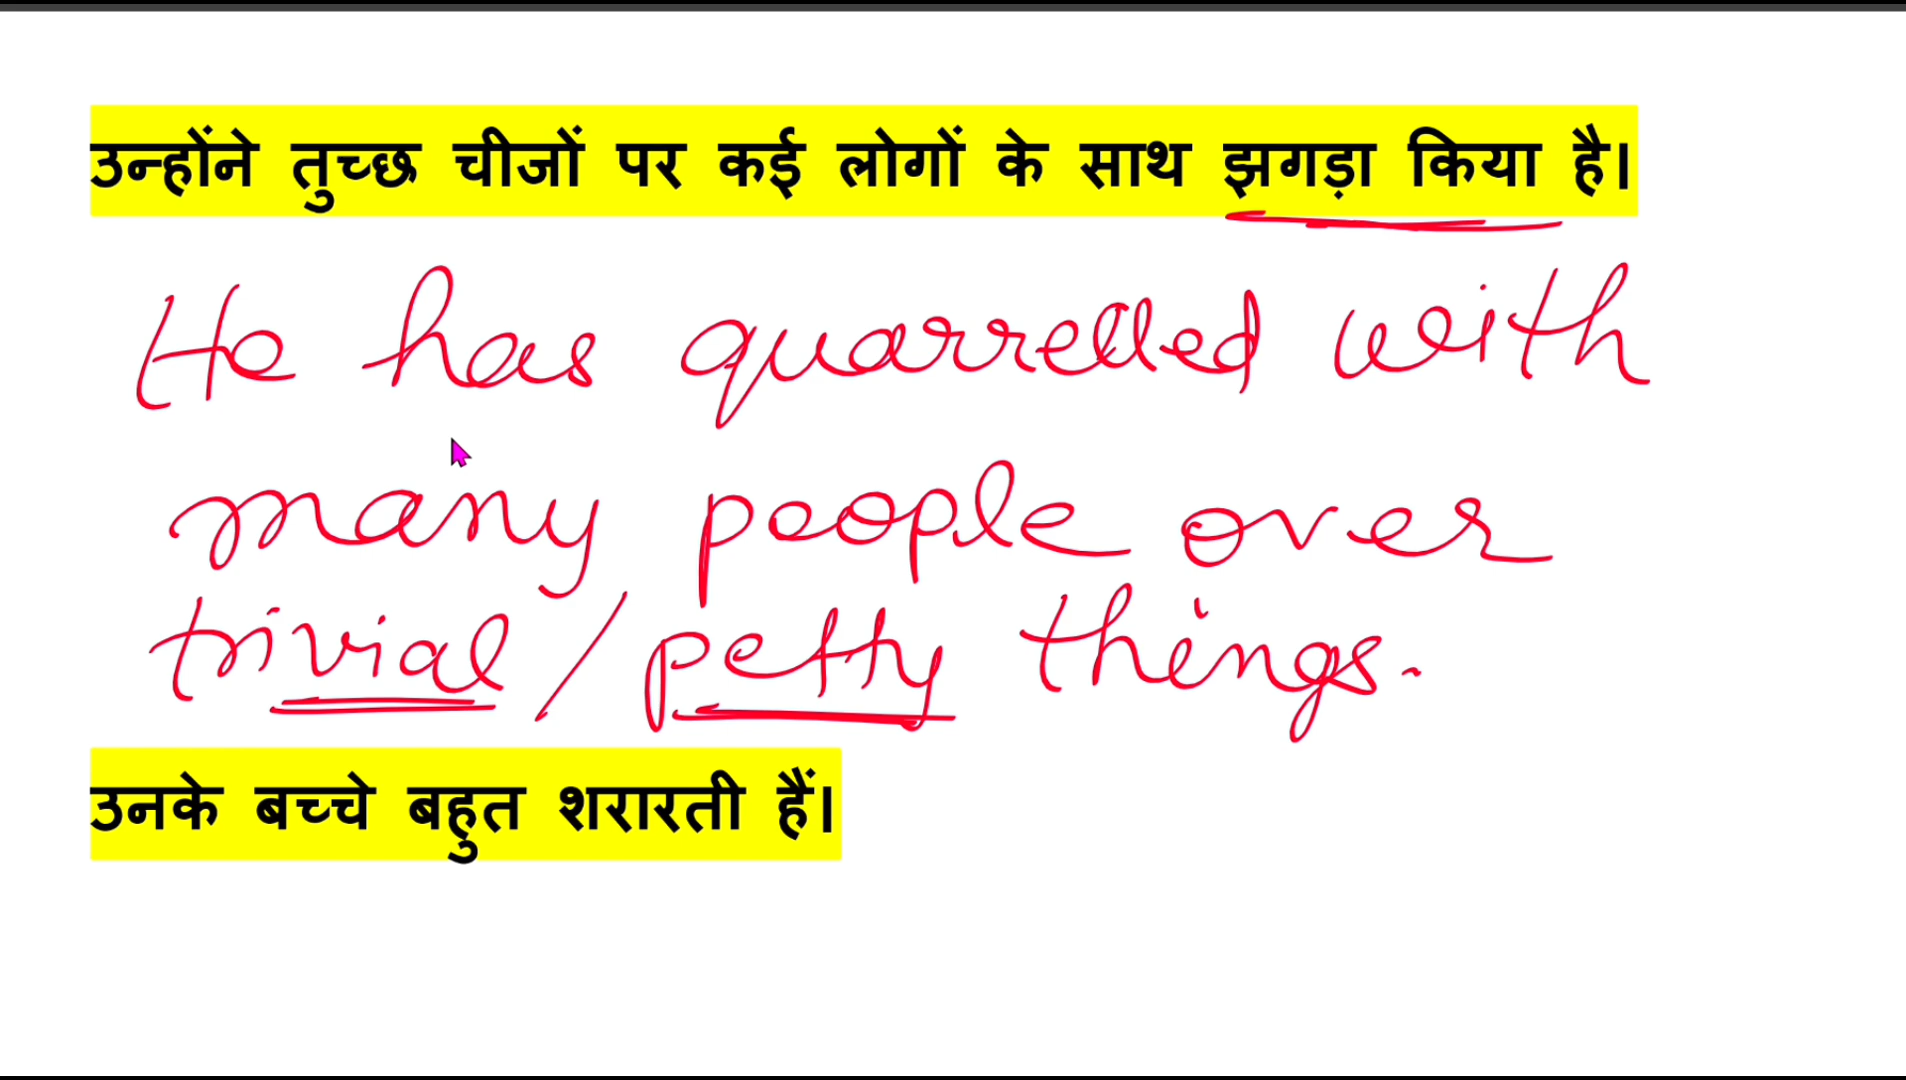 उन्होंने तुच्छ चीजों पर कई लोगों के साथ झगड़ा किया है।
He has quarrelled with
many people over
trivial / petty things.
उनके बच्चे बहुत शरारती हैं।